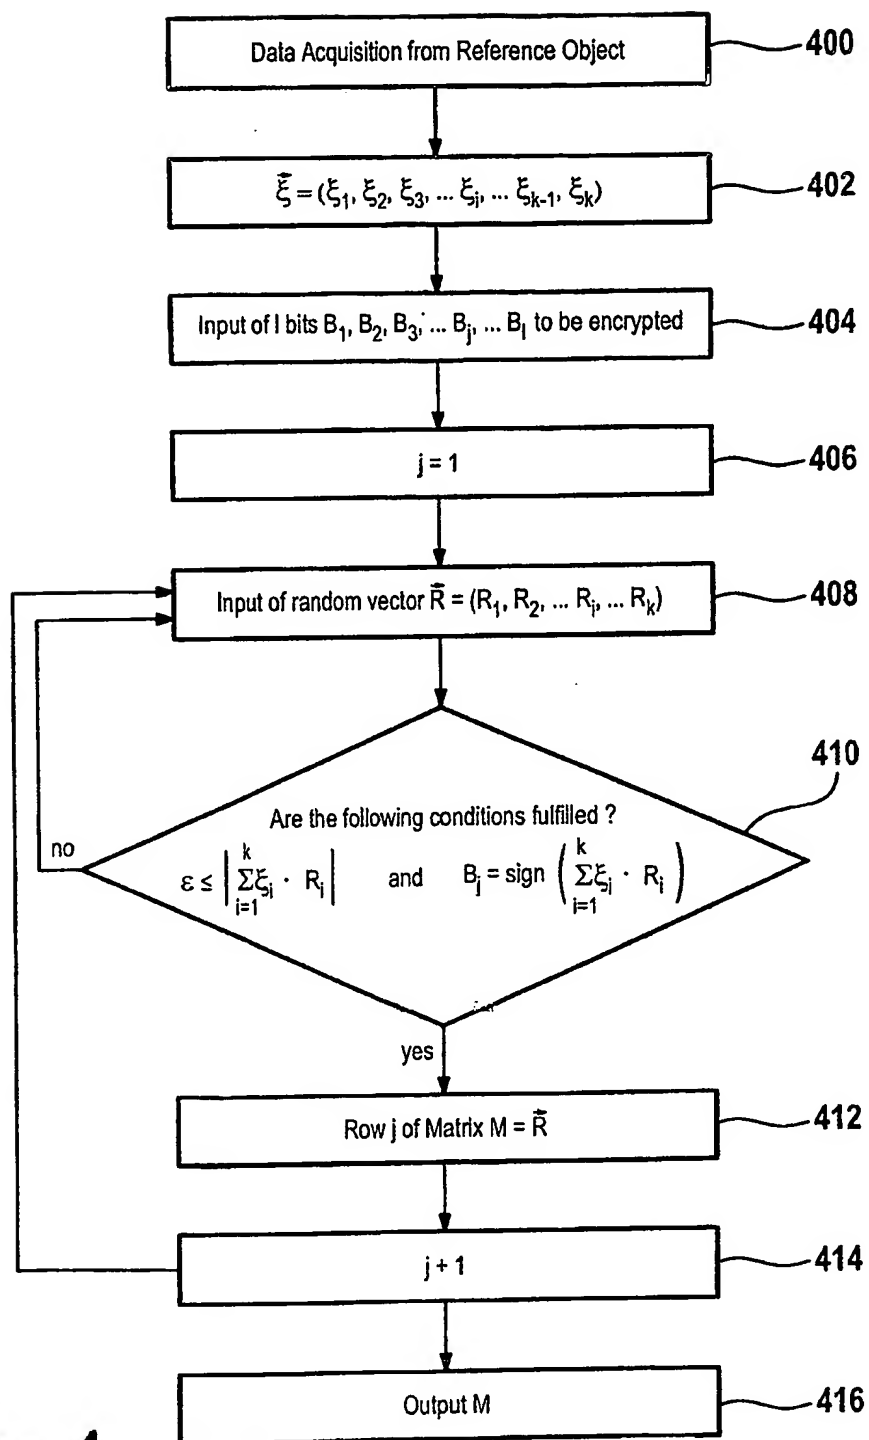 Data Acquisition from Reference Object
400
ξ⃗ = (ξ1, ξ2, ξ3, ... ξi, ... ξk-1, ξk)
402
Input of l bits B1, B2, B3, ... Bj, ... Bl to be encrypted
404
j = 1
406
Input of random vector R⃗ = (R1, R2, ... Ri, ... Rk)
408
410
Are the following conditions fulfilled ?
no
ε ≤ | k Σ i=1 ξi · Ri | and Bj = sign ( k Σ i=1 ξi · Ri )
yes
Row j of Matrix M = R⃗
412
j + 1
414
Output M
416